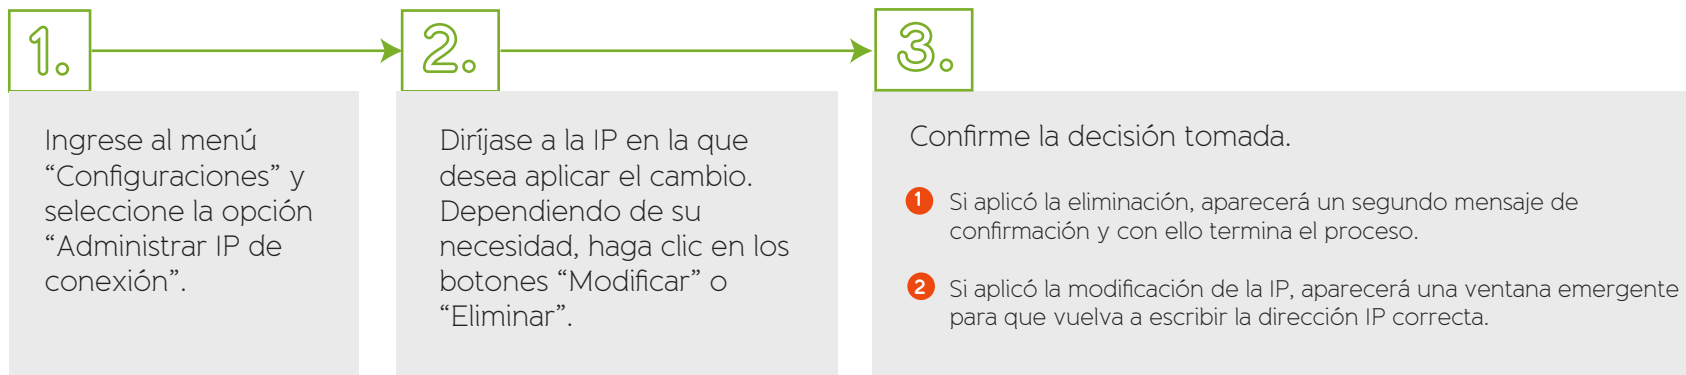 1.
Ingrese al menú
“Configuraciones” y
seleccione la opción
“Administrar IP de
conexión”.
2.
Diríjase a la IP en la que
desea aplicar el cambio.
Dependiendo de su
necesidad, haga clic en los
botones “Modificar” o
“Eliminar”.
3.
Confirme la decisión tomada.
1 Si aplicó la eliminación, aparecerá un segundo mensaje de
confirmación y con ello termina el proceso.
2 Si aplicó la modificación de la IP, aparecerá una ventana emergente
para que vuelva a escribir la dirección IP correcta.